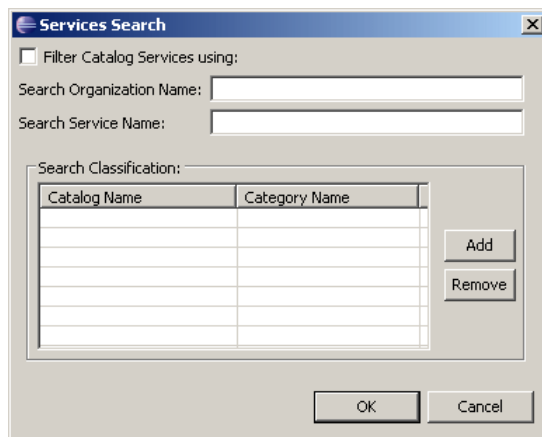 Services Search
Filter Catalog Services using:
Search Organization Name:
Search Service Name:
Search Classification:
Catalog Name Category Name
Add
Remove
OK Cancel